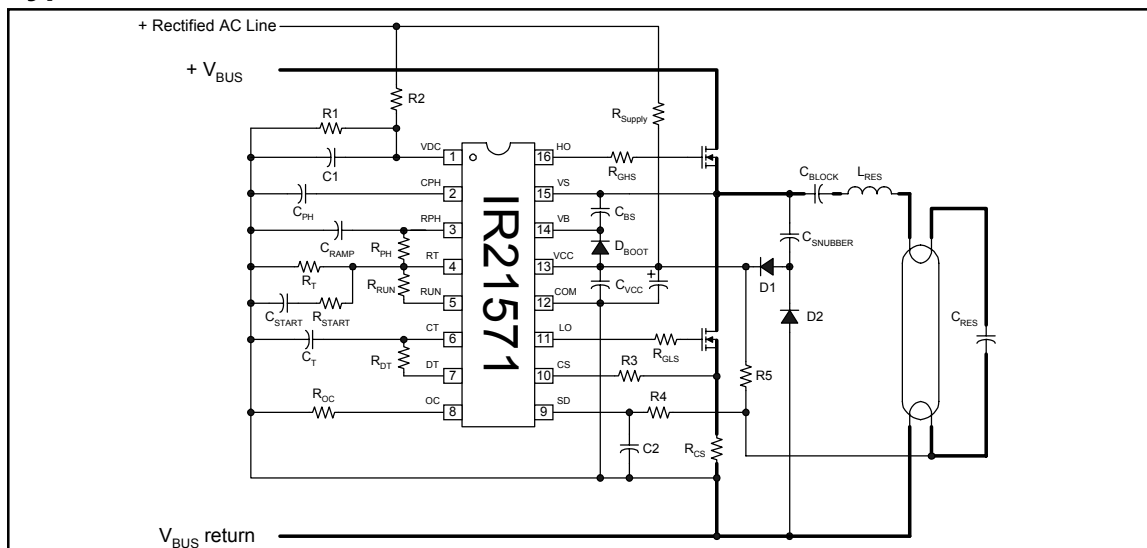 + Rectified AC Line
+ VBUS
R1
R2
RSupply
VDC
1
C1
CPH
2
CPH
RPH
3
CRAMP
RPH
RT
4
RT
RRUN
RUN
5
CSTART
RSTART
CT
6
CT
RDT
DT
7
OC
8
ROC
IR21571
16
HO
RGHS
15
VS
CBS
14
VB
DBOOT
13
VCC
CVCC
+
12
COM
11
LO
RGLS
10
CS
R3
9
SD
R4
C2
RCS
R5
D1
D2
CBLOCK
LRES
CSNUBBER
CRES
VBUS return